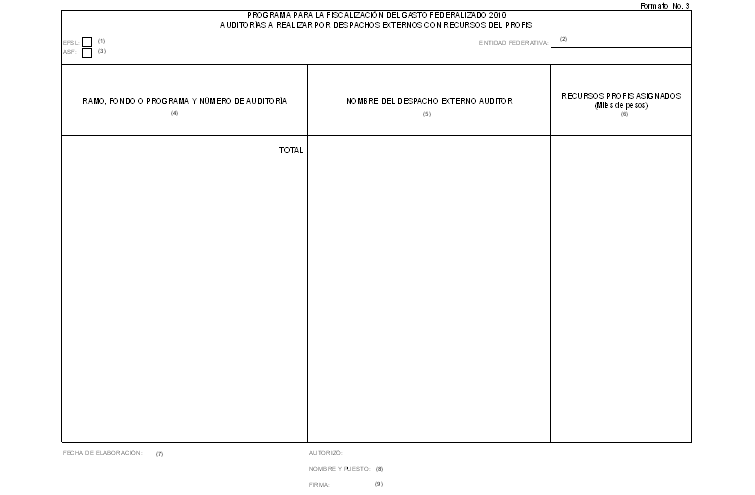 Formato No. 3
PROGRAMA PARA LA FISCALIZACIÓN DEL GASTO FEDERALIZADO 2010
AUDITORÍAS A REALIZAR POR DESPACHOS EXTERNOS CON RECURSOS DEL PROFIS
EFSL: (1) ENTIDAD FEDERATIVA: (2)
ASF: (3)
RAMO, FONDO O PROGRAMA Y NÚMERO DE AUDITORÍA NOMBRE DEL DESPACHO EXTERNO AUDITOR RECURSOS PROFIS ASIGNADOS
(Miles de pesos)
(4) (5) (6)
TOTAL
FECHA DE ELABORACIÓN: (7) AUTORIZÓ:
NOMBRE Y PUESTO: (8)
FIRMA: (9)